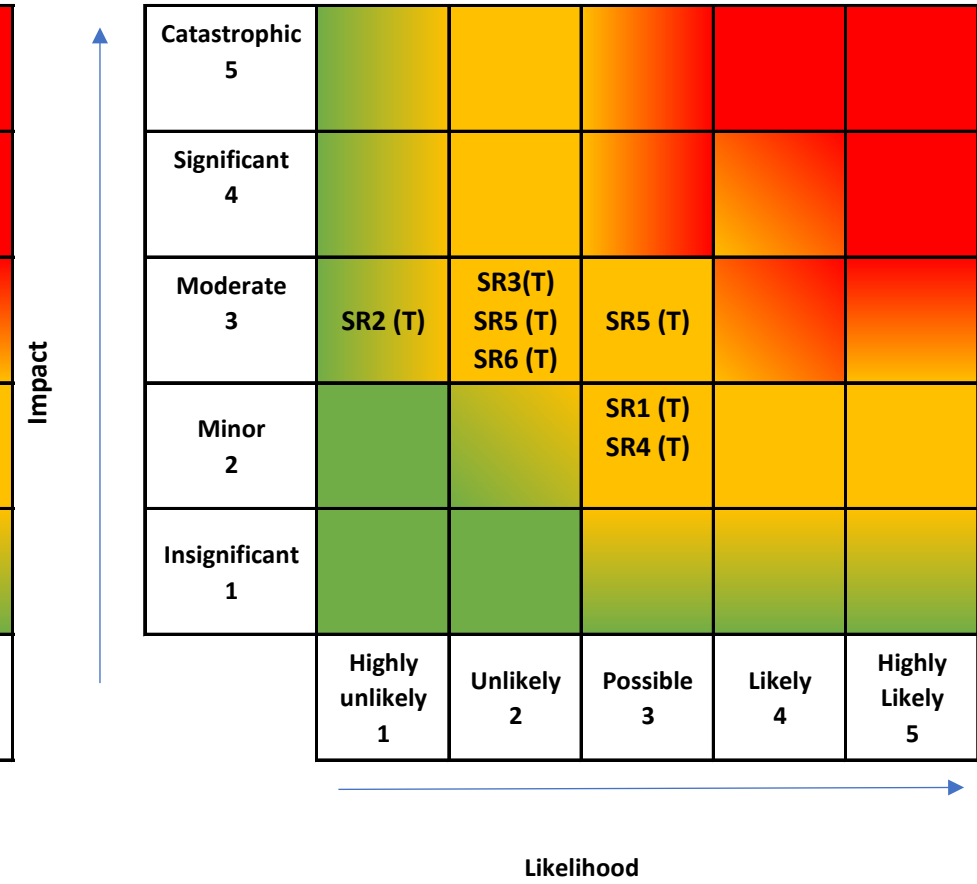 Impact
Catastrophic
5
Significant
4
Moderate
3
SR2 (T)
SR3(T)
SR5 (T)
SR6 (T)
SR5 (T)
Minor
2
SR1 (T)
SR4 (T)
Insignificant
1
Highly
unlikely
1
Unlikely
2
Possible
3
Likely
4
Highly
Likely
5
Likelihood